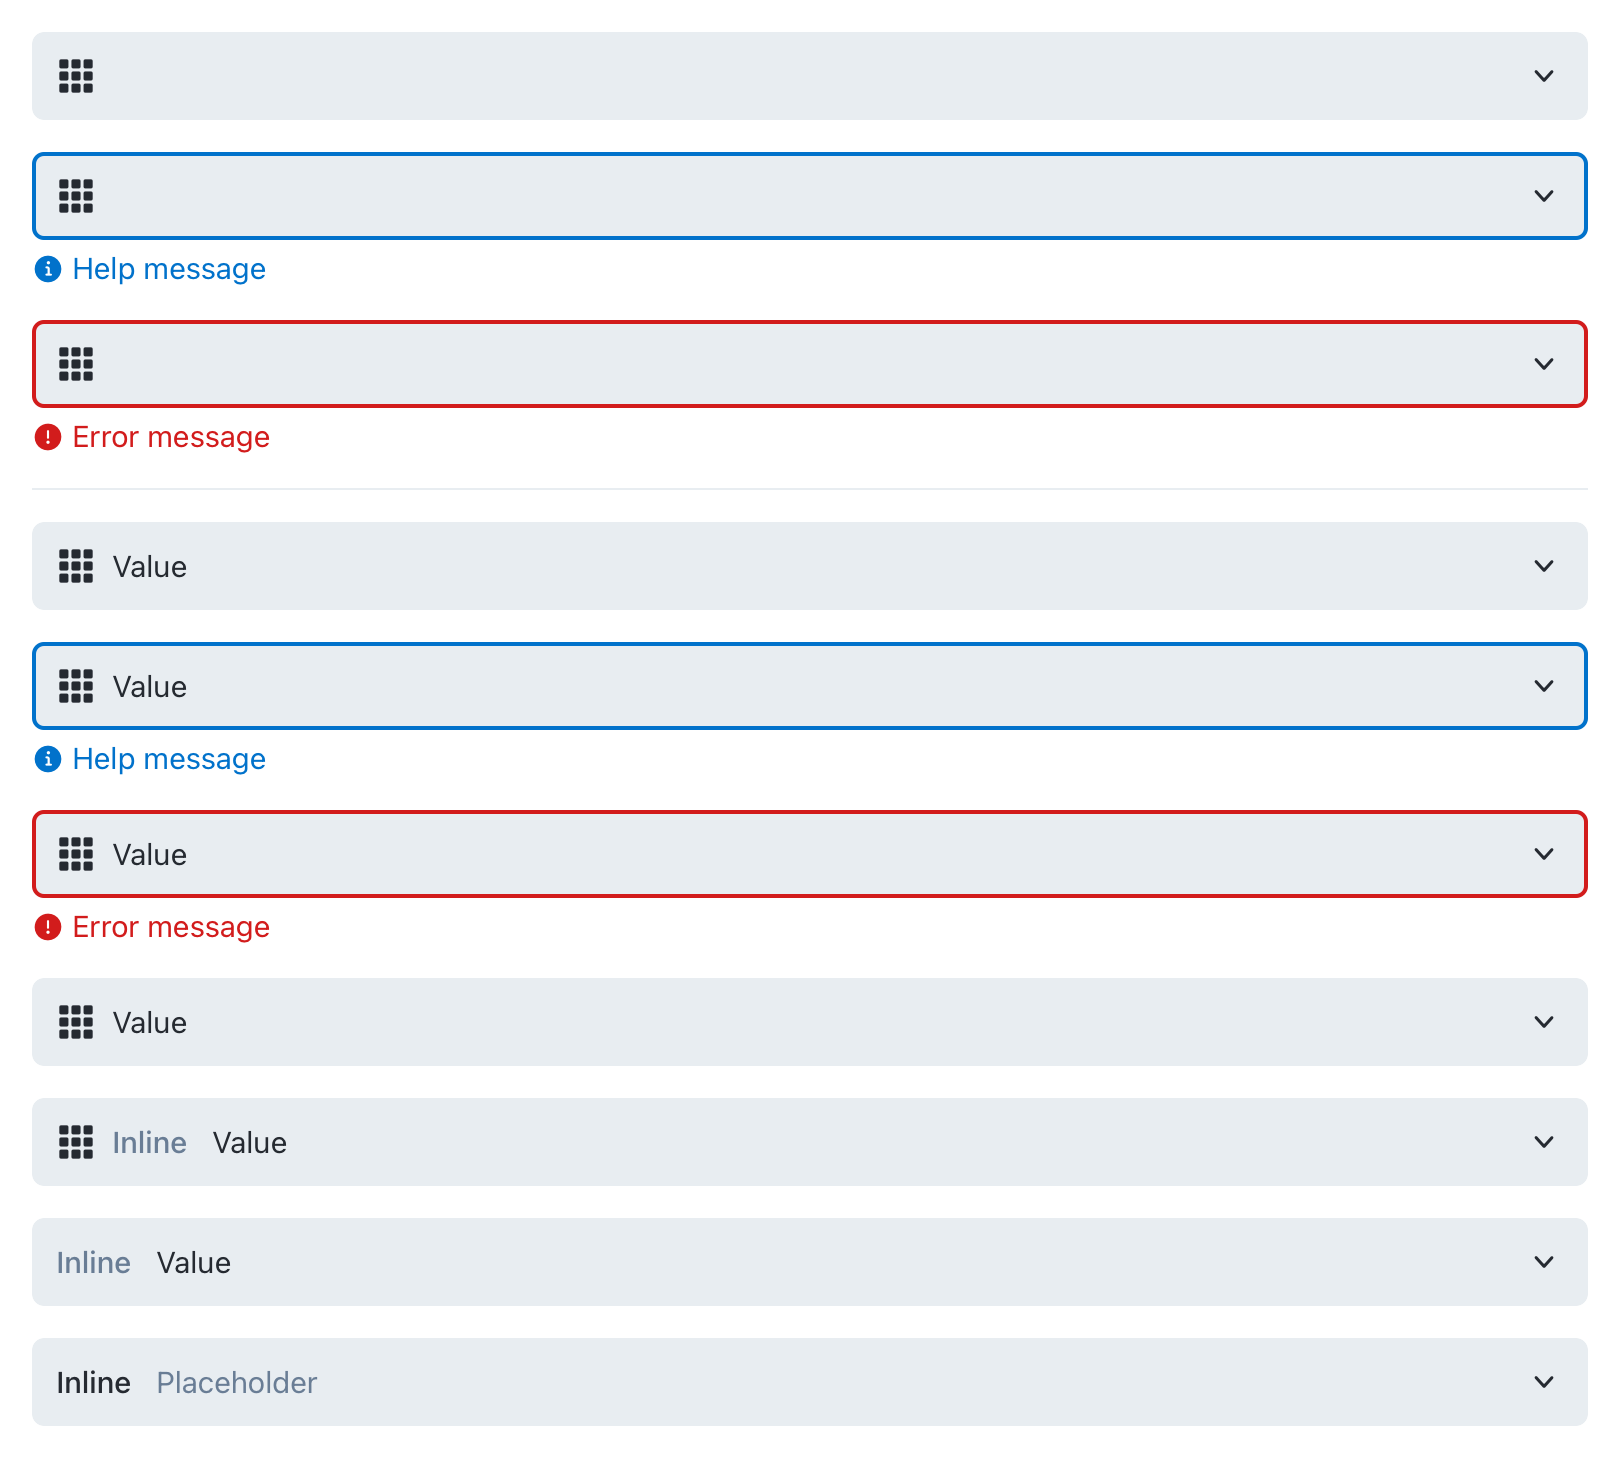 Help message
Error message
Value
Value
Help message
Value
Error message
Value
Inline Value
Inline Value
Inline Placeholder